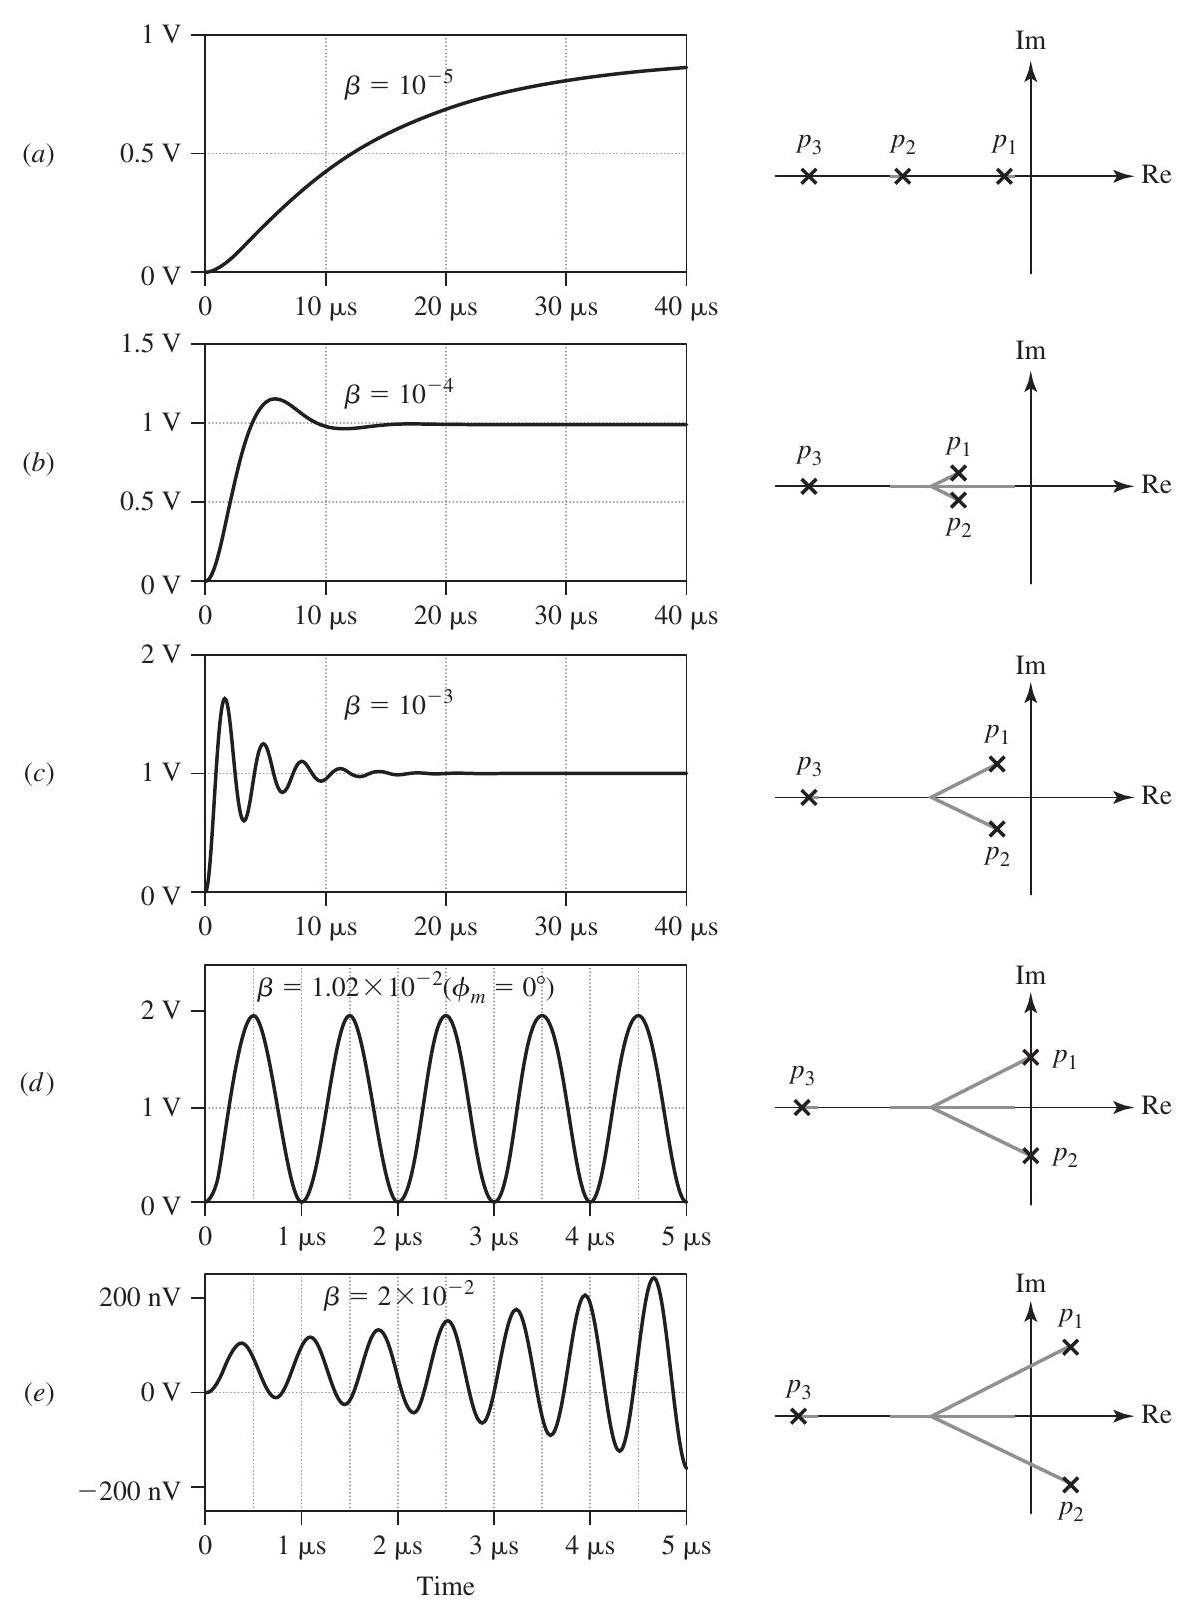 1 V
β = 10⁻⁵
0.5 V
0 V
0 10 μs 20 μs 30 μs 40 μs
(a)
Im
p₃ p₂ p₁
Re
1.5 V
β = 10⁻⁴
1 V
0.5 V
0 V
0 10 μs 20 μs 30 μs 40 μs
(b)
Im
p₃ p₁
Re
p₂
2 V
β = 10⁻³
1 V
0 V
0 10 μs 20 μs 30 μs 40 μs
(c)
Im
p₁
p₃
Re
p₂
β = 1.02×10⁻²(ϕₘ = 0°)
2 V
1 V
0 V
0 1 μs 2 μs 3 μs 4 μs 5 μs
(d)
Im
p₁
p₃
Re
p₂
β = 2×10⁻²
200 nV
0 V
−200 nV
0 1 μs 2 μs 3 μs 4 μs 5 μs
Time
(e)
Im
p₁
p₃
Re
p₂